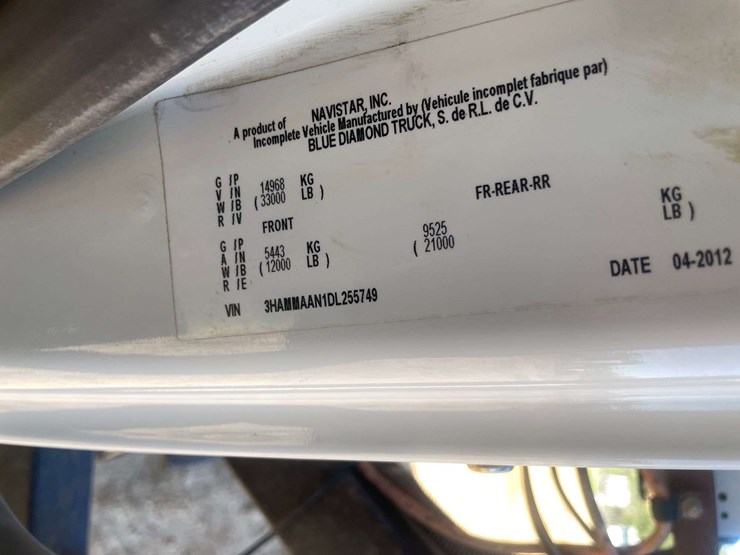 A product of NAVISTAR, INC.
Incomplete Vehicle Manufactured by (Vehicule incomplet fabrique par)
BLUE DIAMOND TRUCK, S. de R.L. de C.V.
G /P
V /N 14968 KG
W /B ( 33000 LB )
R /V
FRONT FR-REAR-RR
G /P
A /N 5443 KG 9525 KG
W /B ( 12000 LB ) ( 21000 LB )
R /E
VIN 3HAMMAAN1DL255749 DATE 04-2012